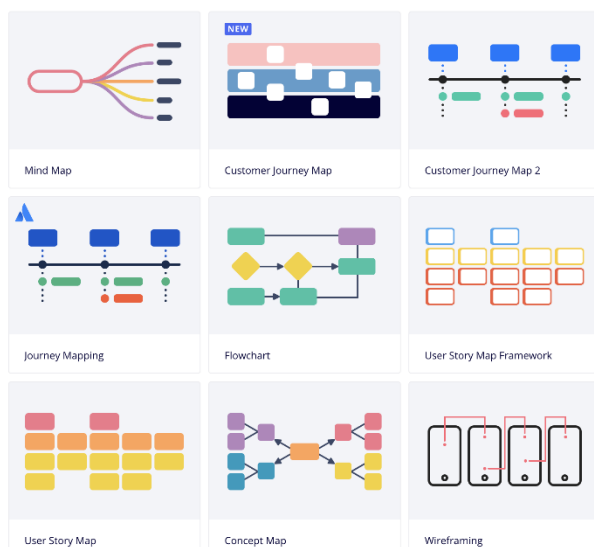 NEW
Mind Map
Customer Journey Map
Customer Journey Map 2
Journey Mapping
Flowchart
User Story Map Framework
User Story Map
Concept Map
Wireframing